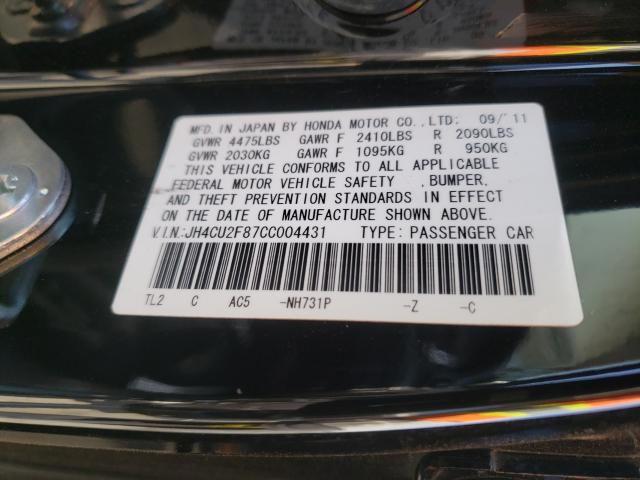 MFD. IN JAPAN BY HONDA MOTOR CO., LTD: 09/'11
GVWR 4475LBS GAWR F 2410LBS R 2090LBS
GVWR 2030KG GAWR F 1095KG R 950KG
THIS VEHICLE CONFORMS TO ALL APPLICABLE
FEDERAL MOTOR VEHICLE SAFETY , BUMPER,
AND THEFT PREVENTION STANDARDS IN EFFECT
ON THE DATE OF MANUFACTURE SHOWN ABOVE.
V.I.N:JH4CU2F87CC004431 TYPE: PASSENGER CAR
TL2 C AC5 -NH731P -Z -C